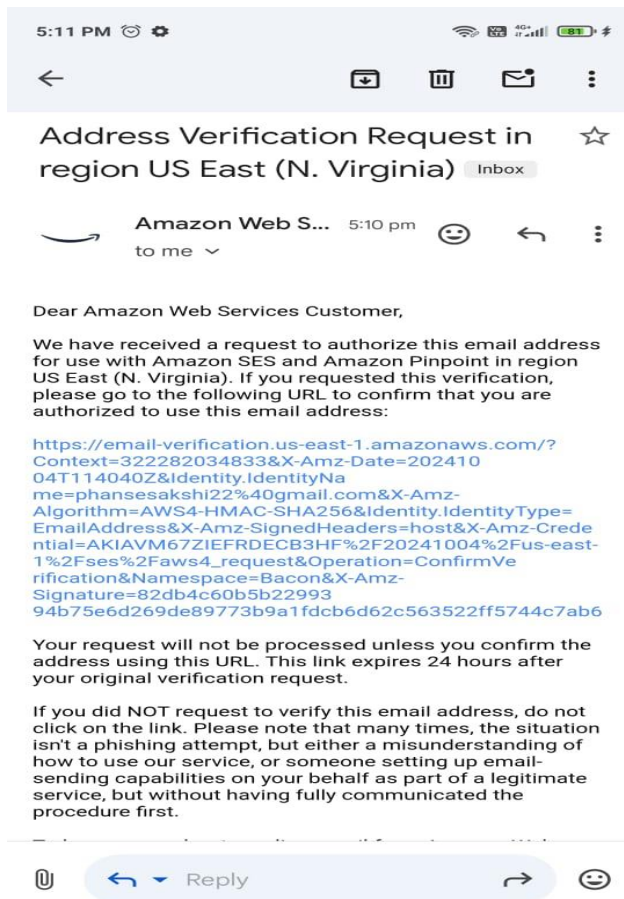 5:11 PM
4G+
81
Address Verification Request in
region US East (N. Virginia) Inbox
Amazon Web S... 5:10 pm
to me
Dear Amazon Web Services Customer,
We have received a request to authorize this email address
for use with Amazon SES and Amazon Pinpoint in region
US East (N. Virginia). If you requested this verification,
please go to the following URL to confirm that you are
authorized to use this email address:
https://email-verification.us-east-1.amazonaws.com/?
Context=322282034833&X-Amz-Date=202410
04T114040Z&Identity.IdentityNa
me=phansesakshi22%40gmail.com&X-Amz-
Algorithm=AWS4-HMAC-SHA256&Identity.IdentityType=
EmailAddress&X-Amz-SignedHeaders=host&X-Amz-Crede
ntial=AKIAVM67ZIEFRDECB3HF%2F20241004%2Fus-east-
1%2Fses%2Faws4_request&Operation=ConfirmVe
rification&Namespace=Bacon&X-Amz-
Signature=82db4c60b5b22993
94b75e6d269de89773b9a1fdcb6d62c563522ff5744c7ab6
Your request will not be processed unless you confirm the
address using this URL. This link expires 24 hours after
your original verification request.
If you did NOT request to verify this email address, do not
click on the link. Please note that many times, the situation
isn't a phishing attempt, but either a misunderstanding of
how to use our service, or someone setting up email-
sending capabilities on your behalf as part of a legitimate
service, but without having fully communicated the
procedure first.
Reply